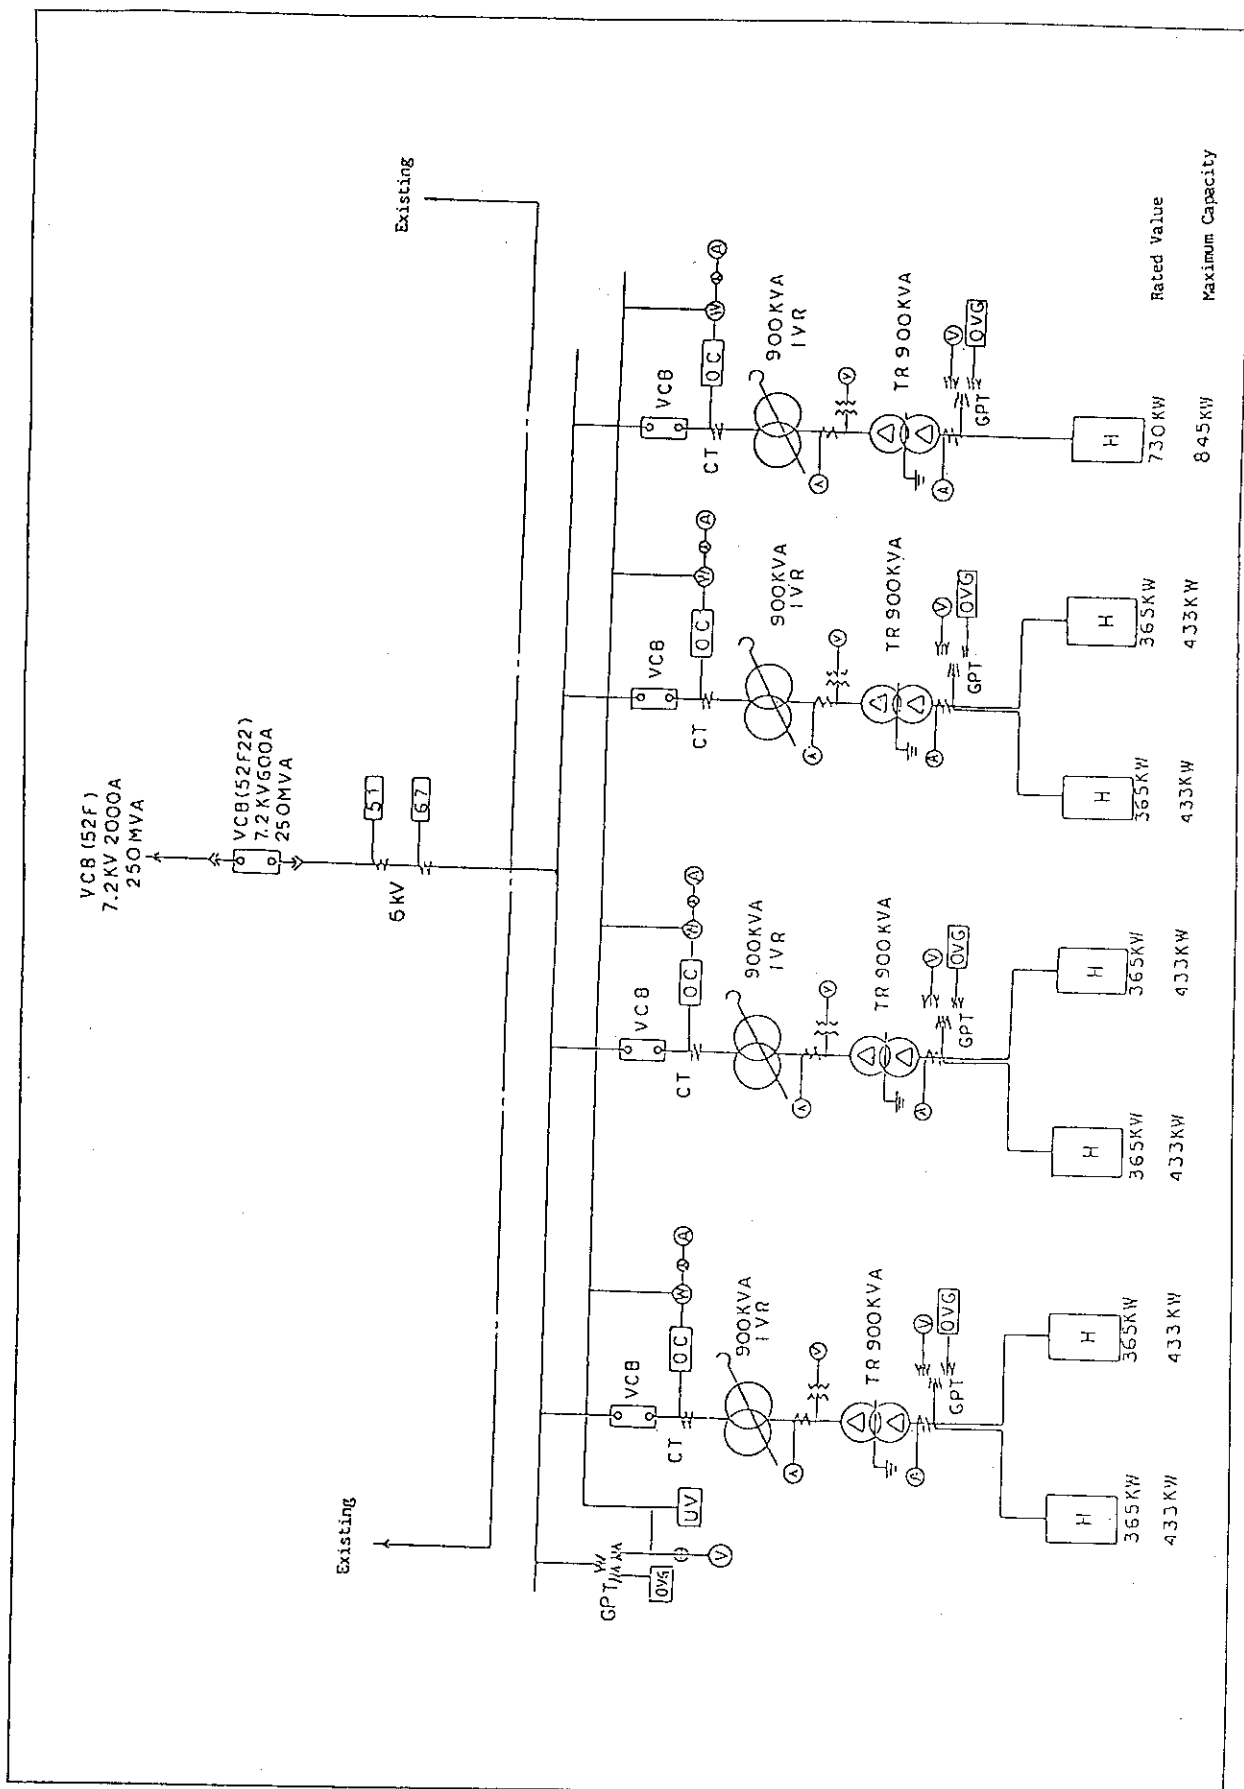 VCB (52F)
7.2KV 2000A
250MVA
VCB(52F22)
7.2KV600A
250MVA
51
67
6KV
Existing
Existing
GPT
OVG
V
UV
VCB
CT
OC
W
A
900KVA
IVR
A
V
TR 900KVA
A
GPT
V
OVG
H
365KW
433KW
H
365KW
433KW
VCB
CT
OC
W
A
900KVA
IVR
A
V
TR 900KVA
A
GPT
V
OVG
H
365KW
433KW
H
365KW
433KW
VCB
CT
OC
W
A
900KVA
IVR
A
V
TR 900KVA
A
GPT
V
OVG
H
365KW
433KW
H
365KW
433KW
VCB
CT
OC
W
A
900KVA
IVR
A
V
TR 900KVA
A
GPT
V
OVG
H
730KW
845KW
Rated Value
Maximum Capacity